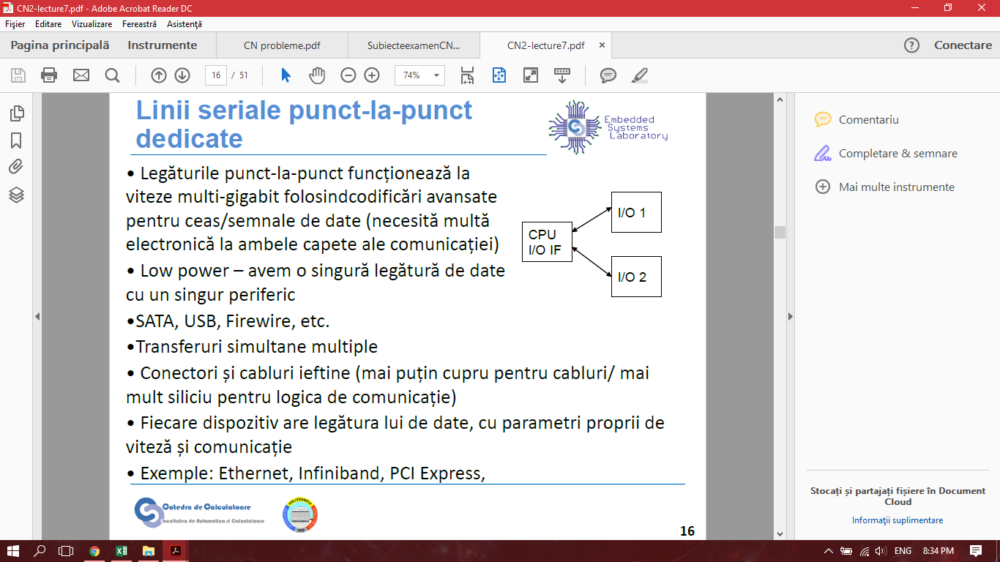 CN2-lecture7.pdf - Adobe Acrobat Reader DC
Fişier Editare Vizualizare Fereastră Asistenţă
Pagina principală Instrumente CN probleme.pdf SubiecteexamenCN... CN2-lecture7.pdf × Conectare
16 / 51 74%
Linii seriale punct-la-punct
dedicate
Embedded
Systems
Laboratory
• Legăturile punct-la-punct funcționează la
viteze multi-gigabit folosindcodificări avansate
pentru ceas/semnale de date (necesită multă
electronică la ambele capete ale comunicației)
• Low power – avem o singură legătură de date
cu un singur periferic
•SATA, USB, Firewire, etc.
•Transferuri simultane multiple
• Conectori și cabluri ieftine (mai puțin cupru pentru cabluri/ mai
mult siliciu pentru logica de comunicație)
• Fiecare dispozitiv are legătura lui de date, cu parametri proprii de
viteză și comunicație
• Exemple: Ethernet, Infiniband, PCI Express,
CPU
I/O IF
I/O 1
I/O 2
Catedra de Calculatoare
Facultatea de Automatica si Calculatoare
POLITEHNICA
16
Comentariu
Completare & semnare
Mai multe instrumente
Stocați și partajați fișiere în Document
Cloud
Informaţii suplimentare
ENG 8:34 PM